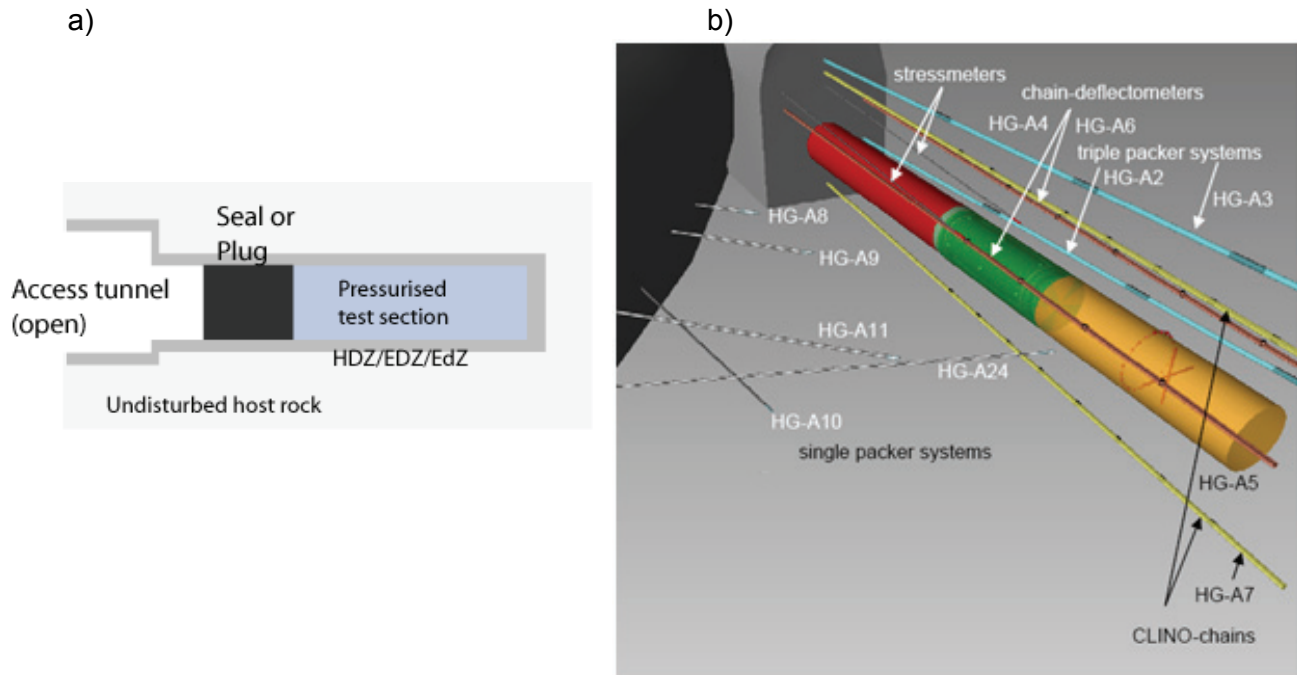 a)
b)
Seal or
Plug
Access tunnel
(open)
Pressurised
test section
HDZ/EDZ/EdZ
Undisturbed host rock
stressmeters
chain-deflectometers
HG-A4
HG-A6
triple packer systems
HG-A2
HG-A3
HG-A8
HG-A9
HG-A11
HG-A24
HG-A10
single packer systems
HG-A5
HG-A7
CLINO-chains